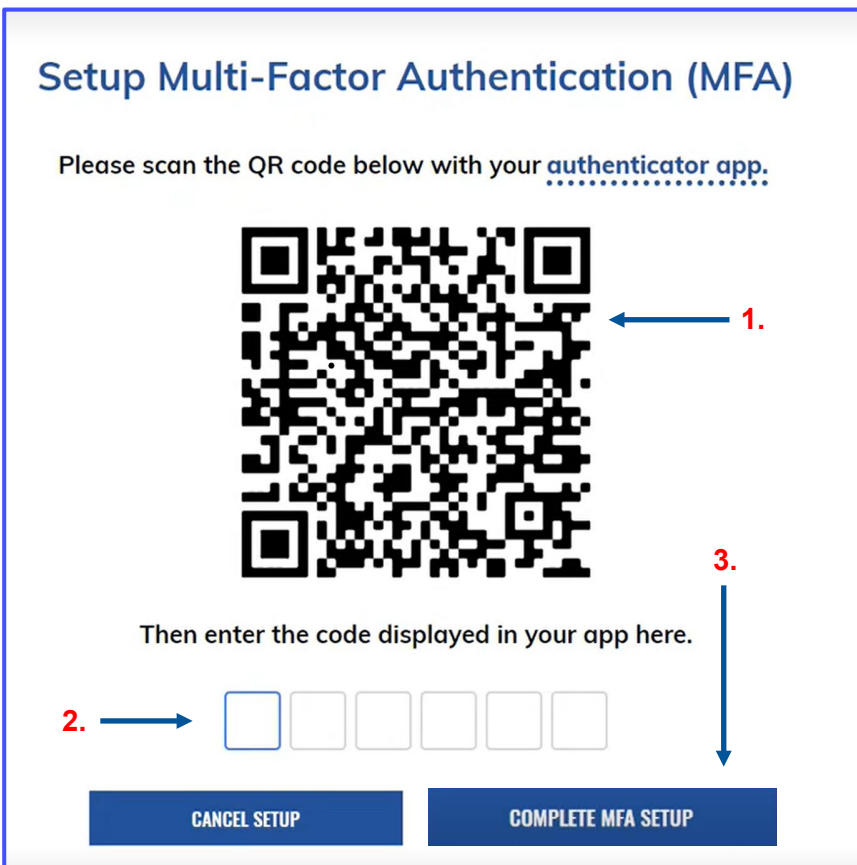 Setup Multi-Factor Authentication (MFA)
Please scan the QR code below with your authenticator app.
1.
3.
Then enter the code displayed in your app here.
2.
CANCEL SETUP
COMPLETE MFA SETUP